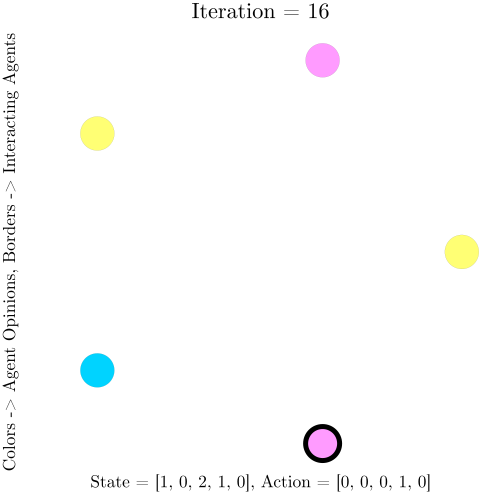 Iteration = 16
Colors -> Agent Opinions, Borders -> Interacting Agents
State = [1, 0, 2, 1, 0], Action = [0, 0, 0, 1, 0]